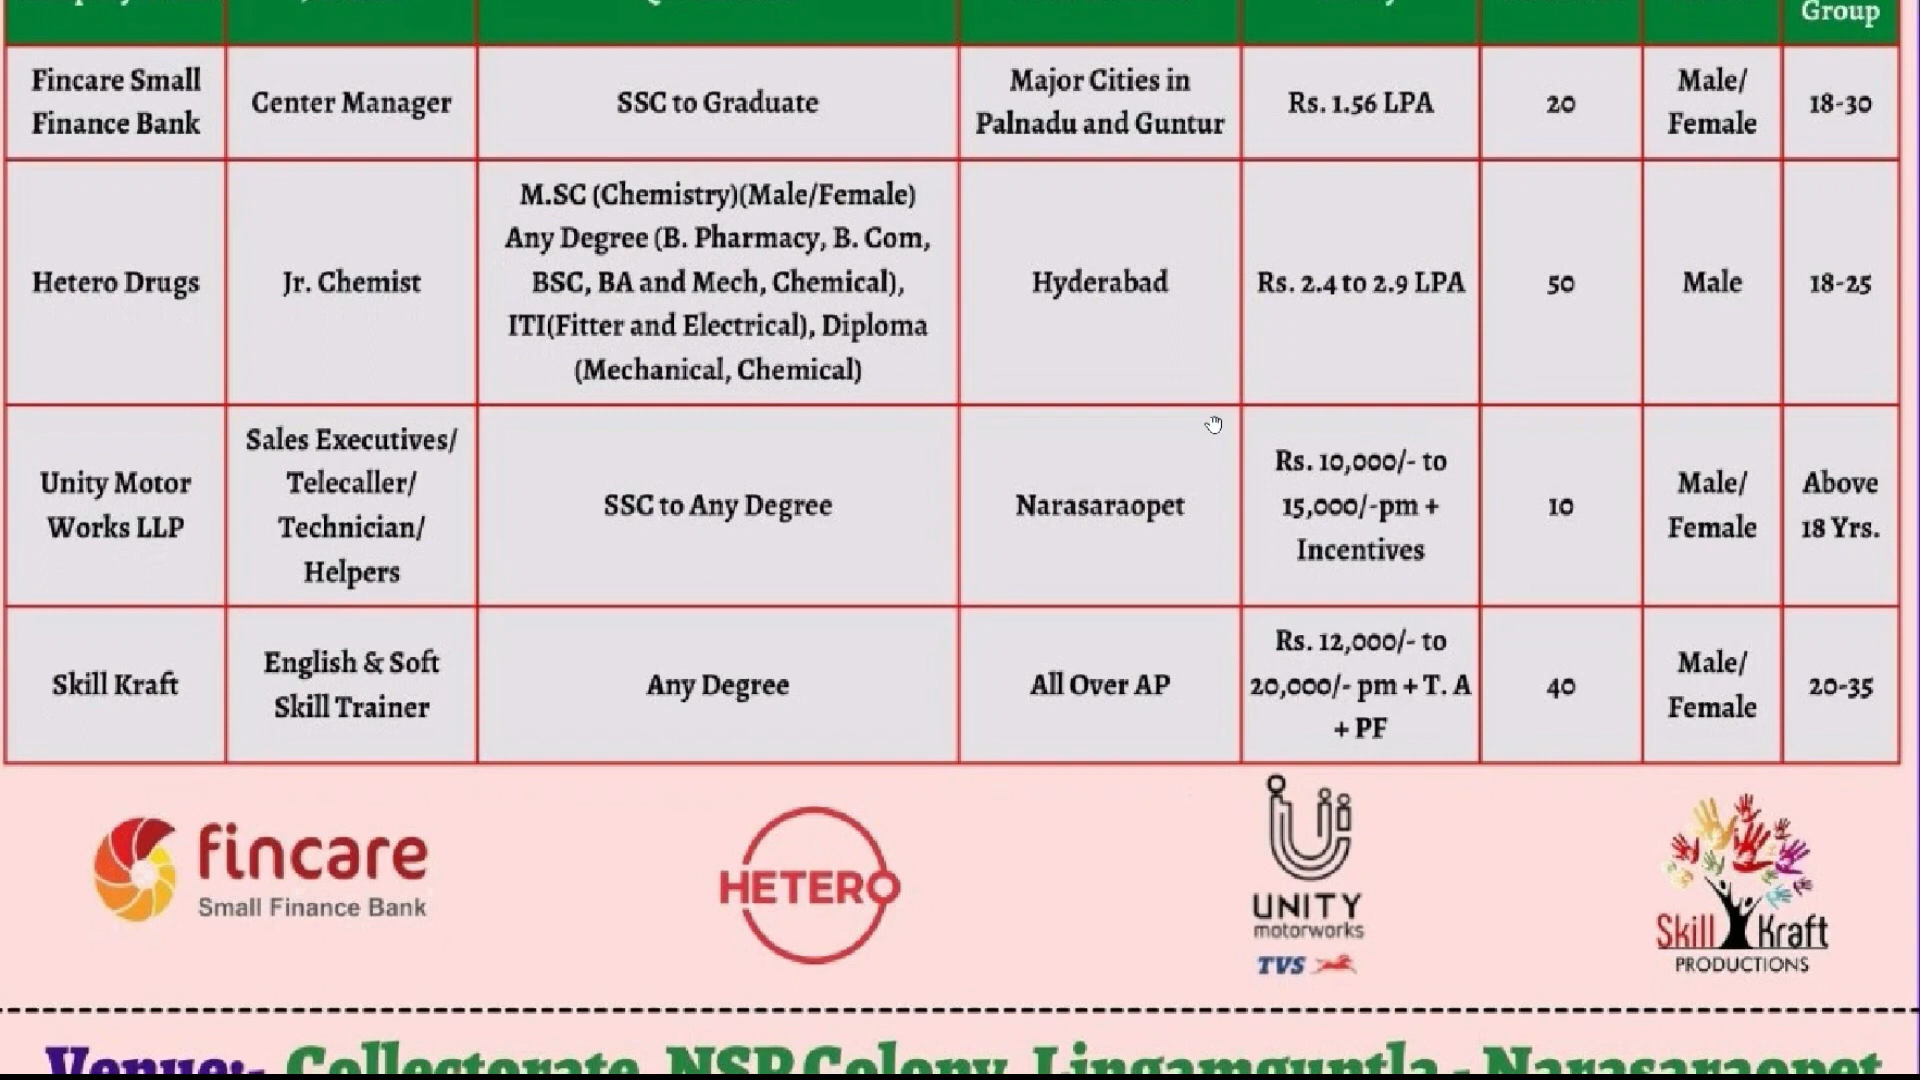 Group
Fincare Small
Finance Bank
Center Manager
SSC to Graduate
Major Cities in
Palnadu and Guntur
Rs. 1.56 LPA
20
Male/
Female
18-30
Hetero Drugs
Jr. Chemist
M.SC (Chemistry)(Male/Female)
Any Degree (B. Pharmacy, B. Com,
BSC, BA and Mech, Chemical),
ITI(Fitter and Electrical), Diploma
(Mechanical, Chemical)
Hyderabad
Rs. 2.4 to 2.9 LPA
50
Male
18-25
Unity Motor
Works LLP
Sales Executives/
Telecaller/
Technician/
Helpers
SSC to Any Degree
Narasaraopet
Rs. 10,000/- to
15,000/-pm +
Incentives
10
Male/
Female
Above
18 Yrs.
Skill Kraft
English & Soft
Skill Trainer
Any Degree
All Over AP
Rs. 12,000/- to
20,000/- pm + T. A
+ PF
40
Male/
Female
20-35
fincare
Small Finance Bank
HETERO
UNITY
motorworks
TVS
Skill Kraft
PRODUCTIONS
Venue:- Collectorate, NSP Colony, Lingamguntla - Narasaraopet